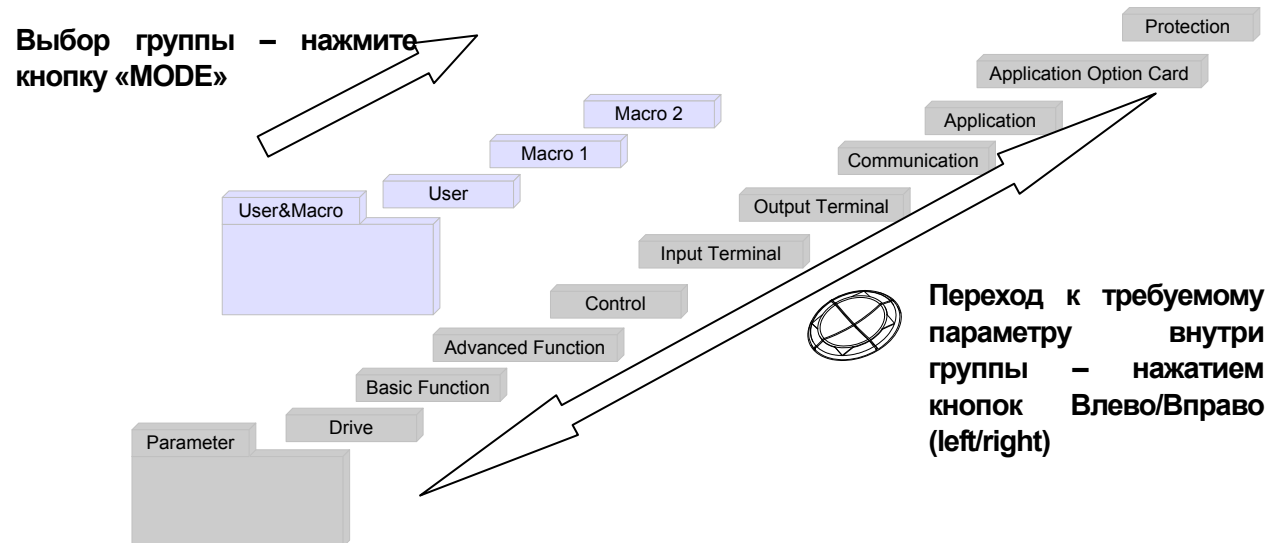 Выбор группы – нажмите
кнопку «MODE»
Protection
Application Option Card
Macro 2
Application
Macro 1
Communication
User
Output Terminal
User&Macro
Input Terminal
Control
Переход к требуемому
параметру внутри
группы – нажатием
кнопок Влево/Вправо
(left/right)
Advanced Function
Basic Function
Drive
Parameter